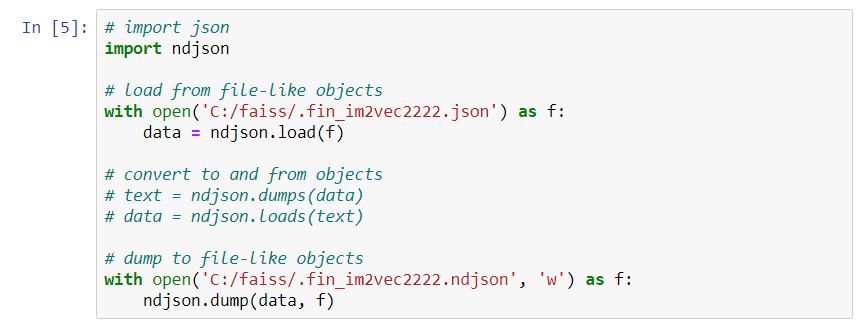 In [5]: # import json
import ndjson
# load from file-like objects
with open('C:/faiss/.fin_im2vec2222.json') as f:
    data = ndjson.load(f)
# convert to and from objects
# text = ndjson.dumps(data)
# data = ndjson.loads(text)
# dump to file-like objects
with open('C:/faiss/.fin_im2vec2222.ndjson', 'w') as f:
    ndjson.dump(data, f)